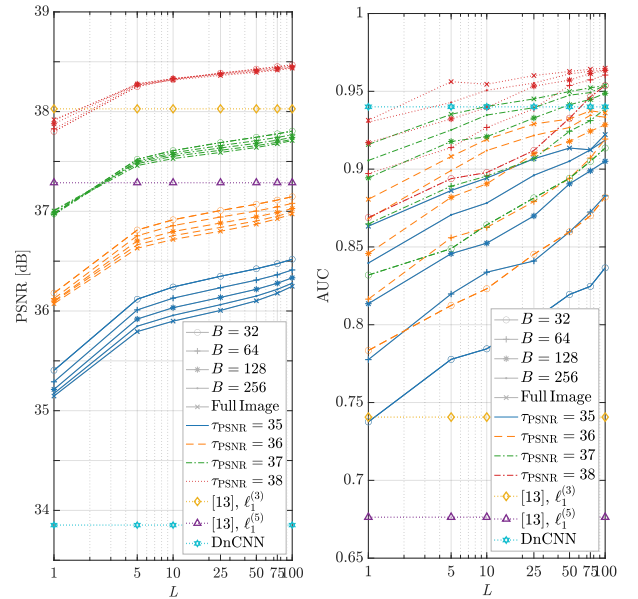 39
38
37
36
35
34
33.5
PSNR [dB]
1
5
10
25
50
75
100
L
B = 32
B = 64
B = 128
B = 256
Full Image
τPSNR = 35
τPSNR = 36
τPSNR = 37
τPSNR = 38
[13], ℓ₁⁽³⁾
[13], ℓ₁⁽⁵⁾
DnCNN
1
0.95
0.9
0.85
0.8
0.75
0.7
0.65
AUC
1
5
10
25
50
75
100
L
B = 32
B = 64
B = 128
B = 256
Full Image
τPSNR = 35
τPSNR = 36
τPSNR = 37
τPSNR = 38
[13], ℓ₁⁽³⁾
[13], ℓ₁⁽⁵⁾
DnCNN